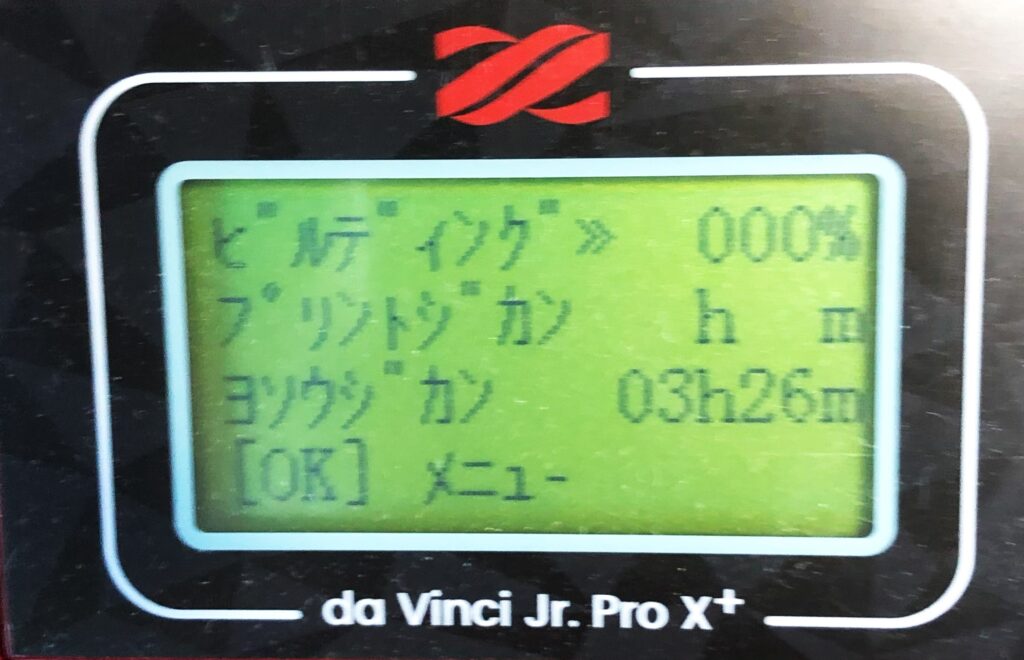 ﾋﾞﾙﾃﾞｨﾝｸﾞ» 000%
ﾌﾟﾘﾝﾄｼﾞｶﾝ h m
ﾖｿｳｼﾞｶﾝ 03h26m
[OK] ﾒﾆｭｰ
da Vinci Jr. Pro X+